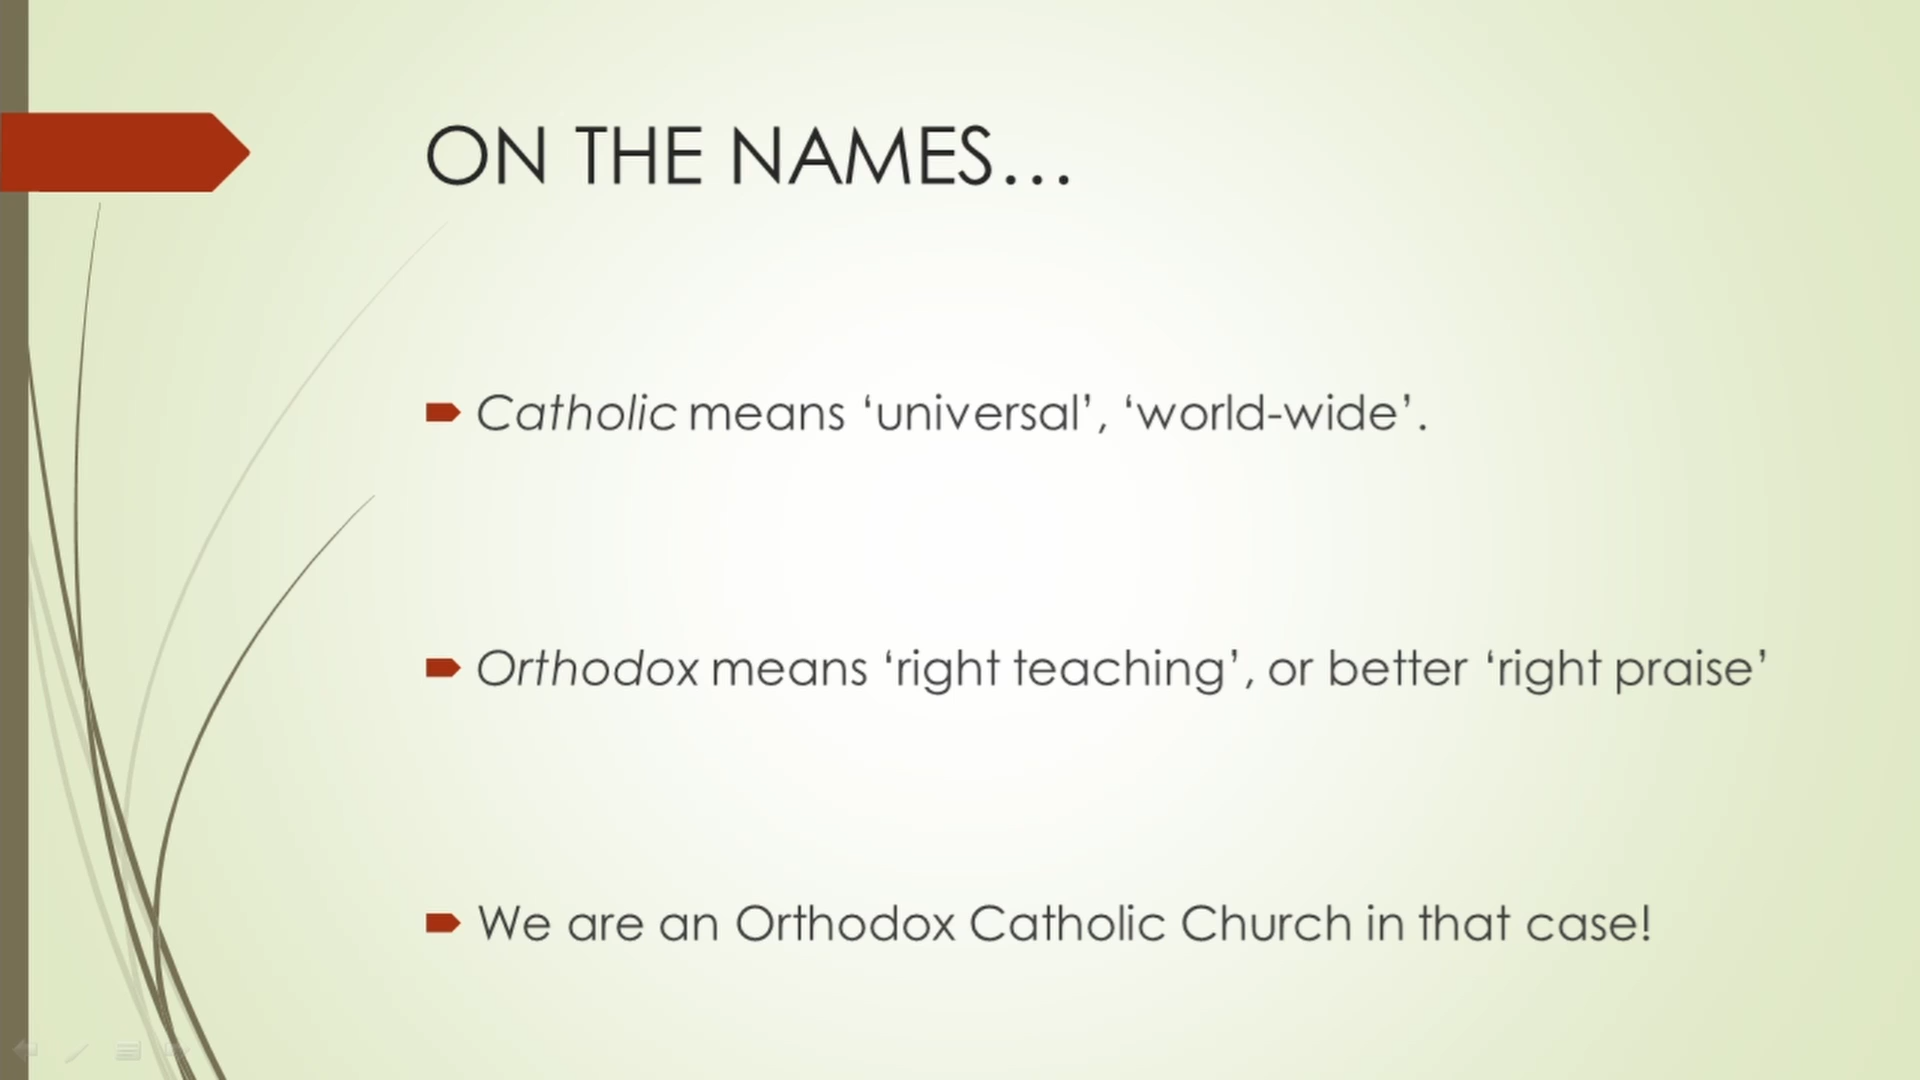 ON THE NAMES…
Catholic means ‘universal’, ‘world-wide’.
Orthodox means ‘right teaching’, or better ‘right praise’
We are an Orthodox Catholic Church in that case!